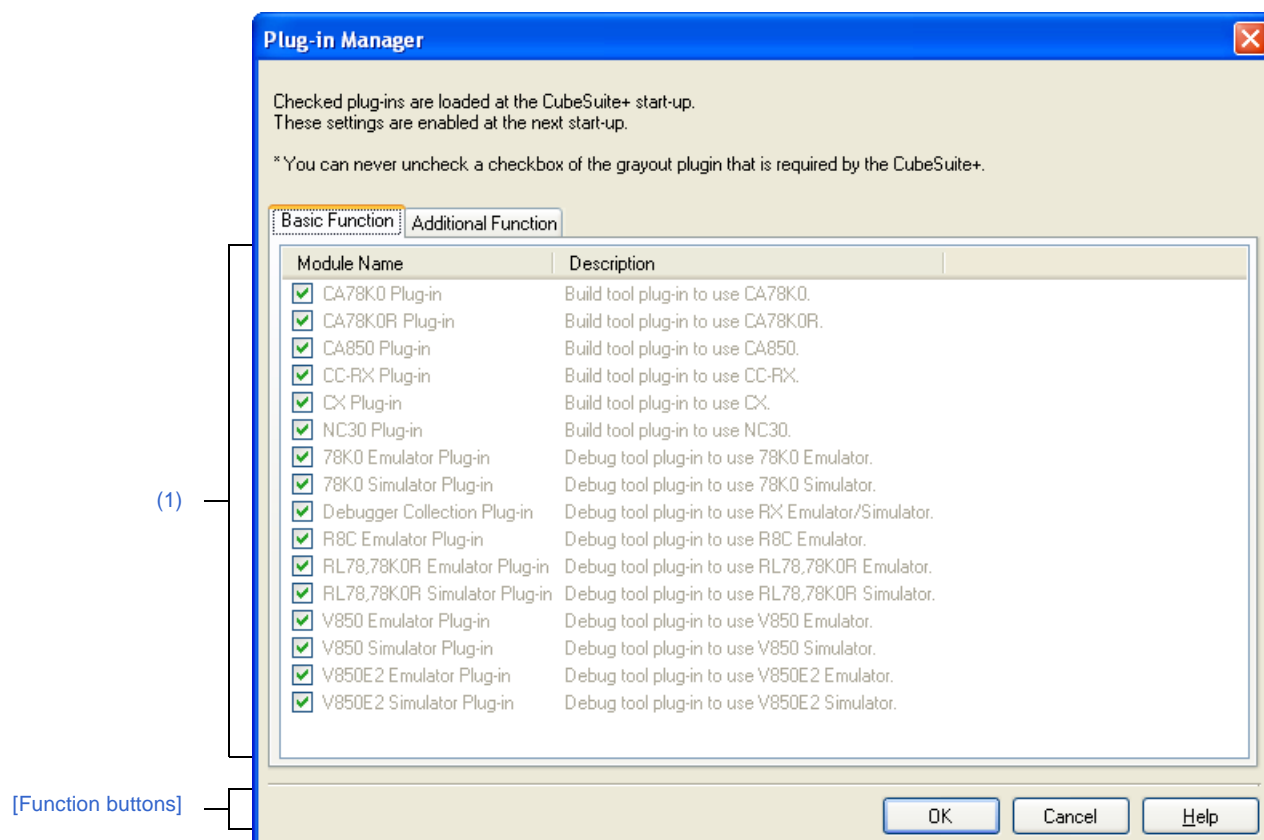 Plug-in Manager
Checked plug-ins are loaded at the CubeSuite+ start-up.
These settings are enabled at the next start-up.
* You can never uncheck a checkbox of the grayout plugin that is required by the CubeSuite+.
Basic Function Additional Function
Module Name Description
CA78K0 Plug-in Build tool plug-in to use CA78K0.
CA78K0R Plug-in Build tool plug-in to use CA78K0R.
CA850 Plug-in Build tool plug-in to use CA850.
CC-RX Plug-in Build tool plug-in to use CC-RX.
CX Plug-in Build tool plug-in to use CX.
NC30 Plug-in Build tool plug-in to use NC30.
78K0 Emulator Plug-in Debug tool plug-in to use 78K0 Emulator.
78K0 Simulator Plug-in Debug tool plug-in to use 78K0 Simulator.
(1)
Debugger Collection Plug-in Debug tool plug-in to use RX Emulator/Simulator.
R8C Emulator Plug-in Debug tool plug-in to use R8C Emulator.
RL78,78K0R Emulator Plug-in Debug tool plug-in to use RL78,78K0R Emulator.
RL78,78K0R Simulator Plug-in Debug tool plug-in to use RL78,78K0R Simulator.
V850 Emulator Plug-in Debug tool plug-in to use V850 Emulator.
V850 Simulator Plug-in Debug tool plug-in to use V850 Simulator.
V850E2 Emulator Plug-in Debug tool plug-in to use V850E2 Emulator.
V850E2 Simulator Plug-in Debug tool plug-in to use V850E2 Simulator.
[Function buttons]
OK Cancel Help